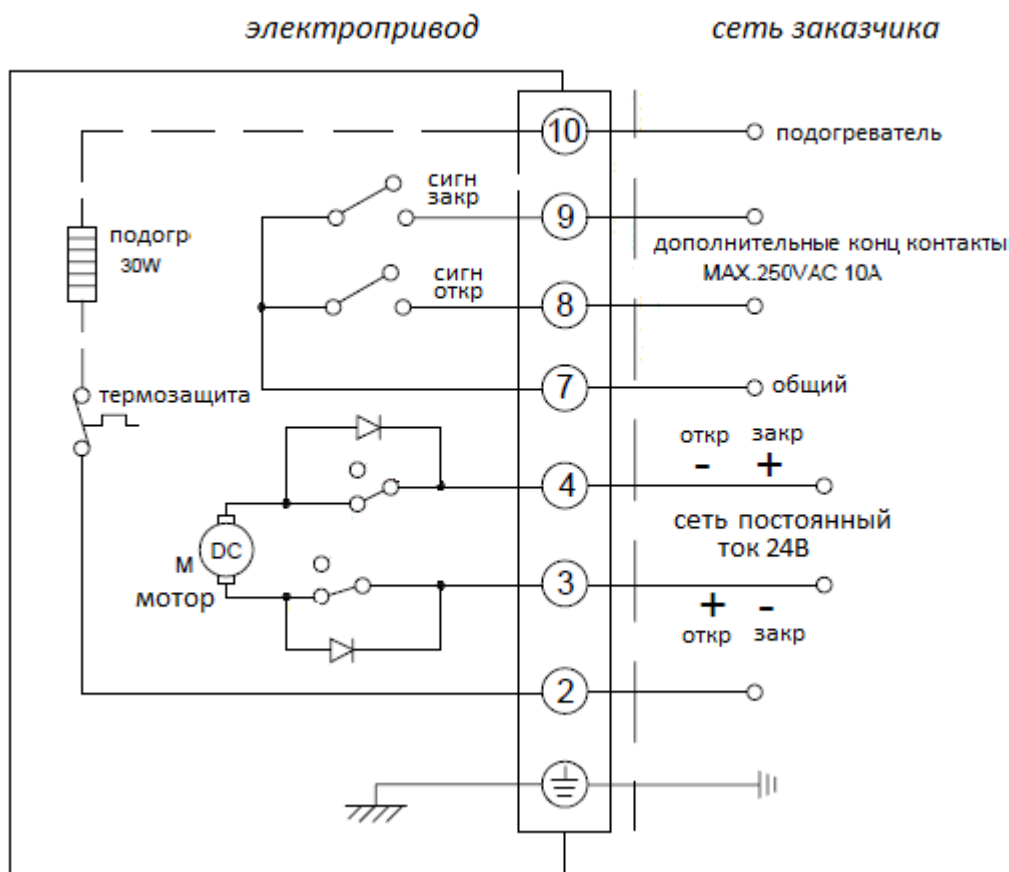 электропривод
сеть заказчика
10
подогреватель
сигн
закр
9
подогр
30W
дополнительные конц контакты
MAX.250VAC 10A
сигн
откр
8
7
общий
термозащита
откр закр
- +
4
сеть постоянный
ток 24В
DC
М
мотор
3
+ -
откр закр
2